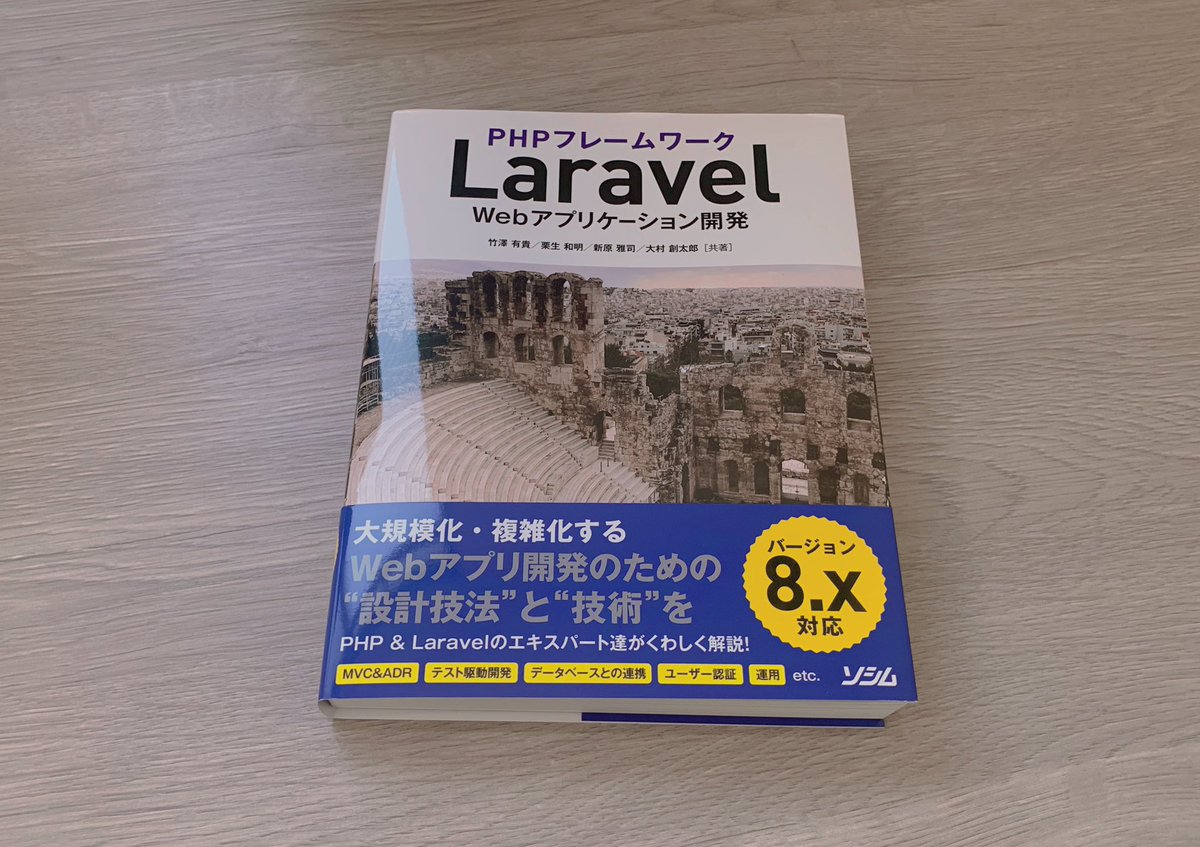 PHPフレームワーク
Laravel
Webアプリケーション開発
竹澤 有貴／栗生 和明／新原 雅司／大村 創太郎 [共著]
大規模化・複雑化する
Webアプリ開発のための
“設計技法”と“技術”を
PHP & Laravelのエキスパート達がくわしく解説!
バージョン
8.x
対応
MVC&ADR テスト駆動開発 データベースとの連携 ユーザー認証 運用 etc.
ソシム